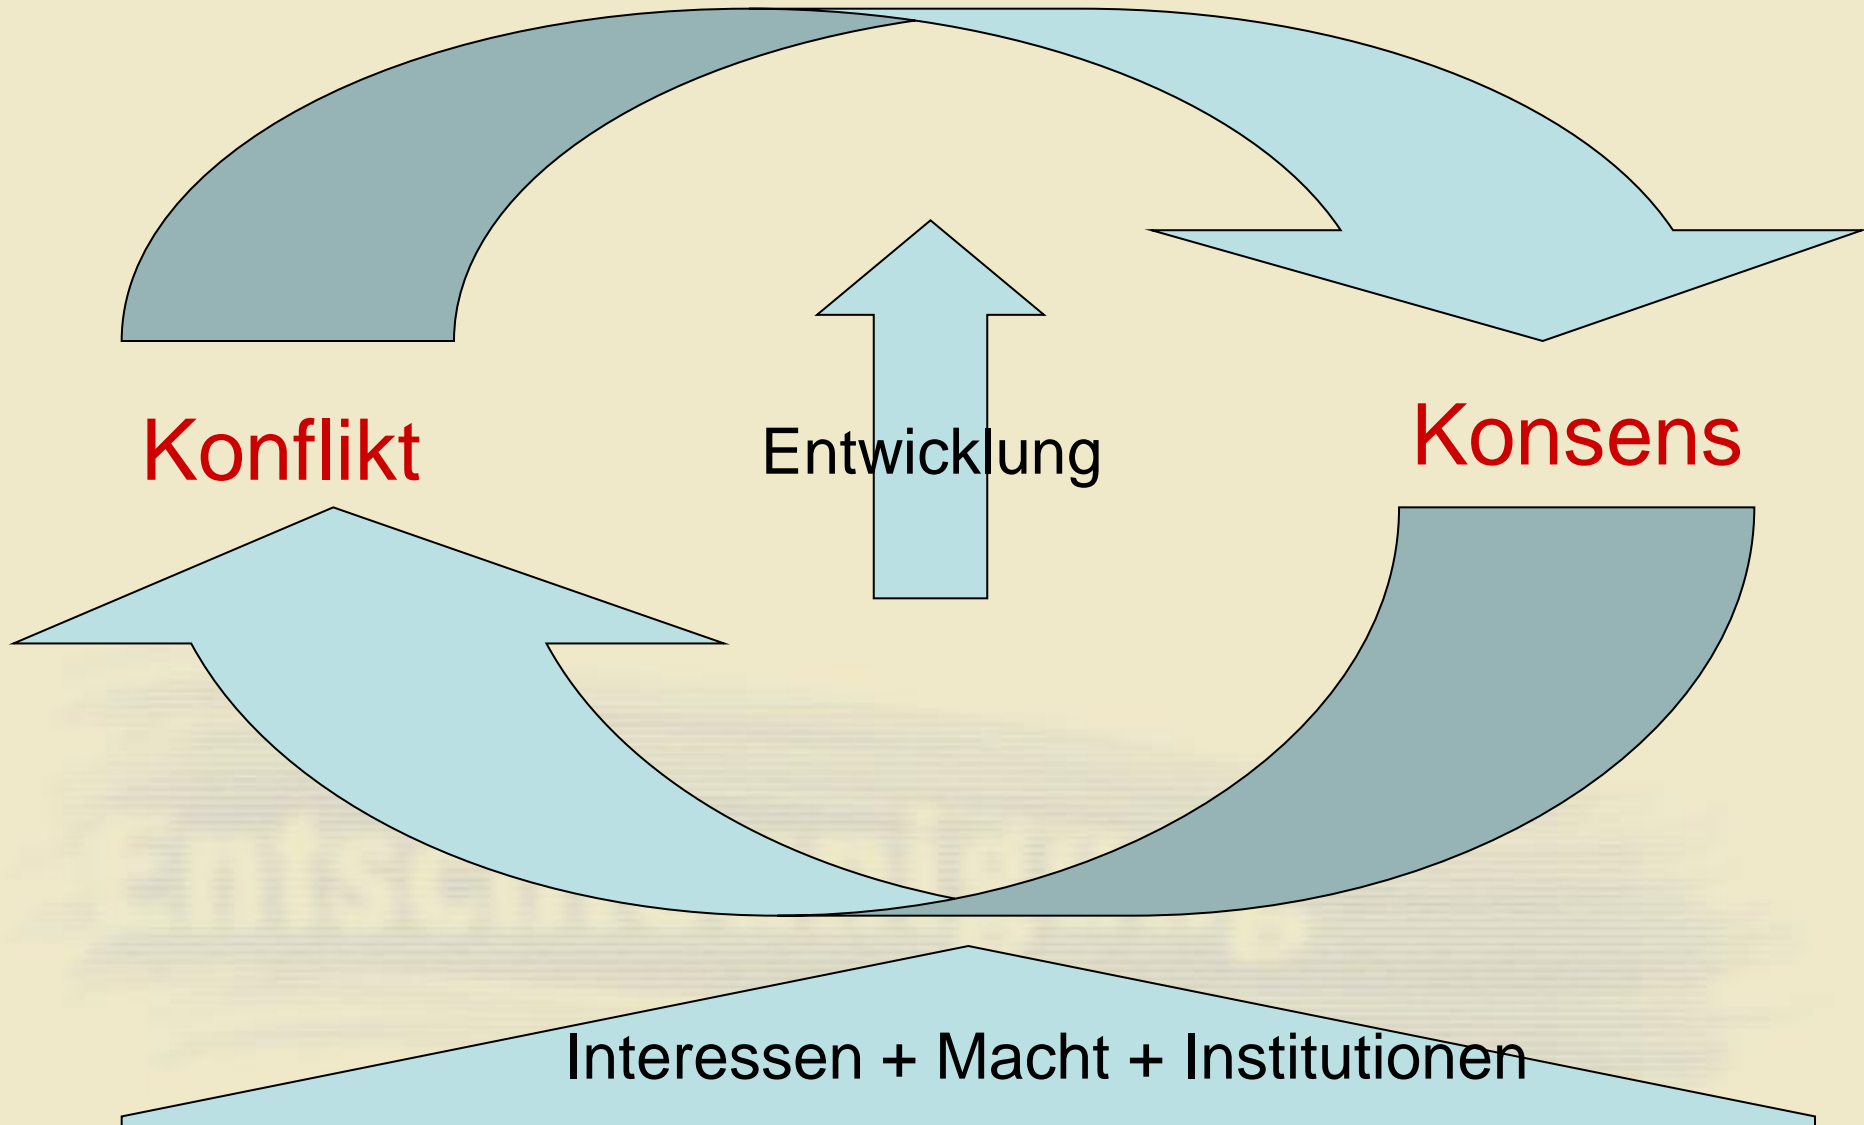 Konflikt
Entwicklung
Konsens
Interessen + Macht + Institutionen